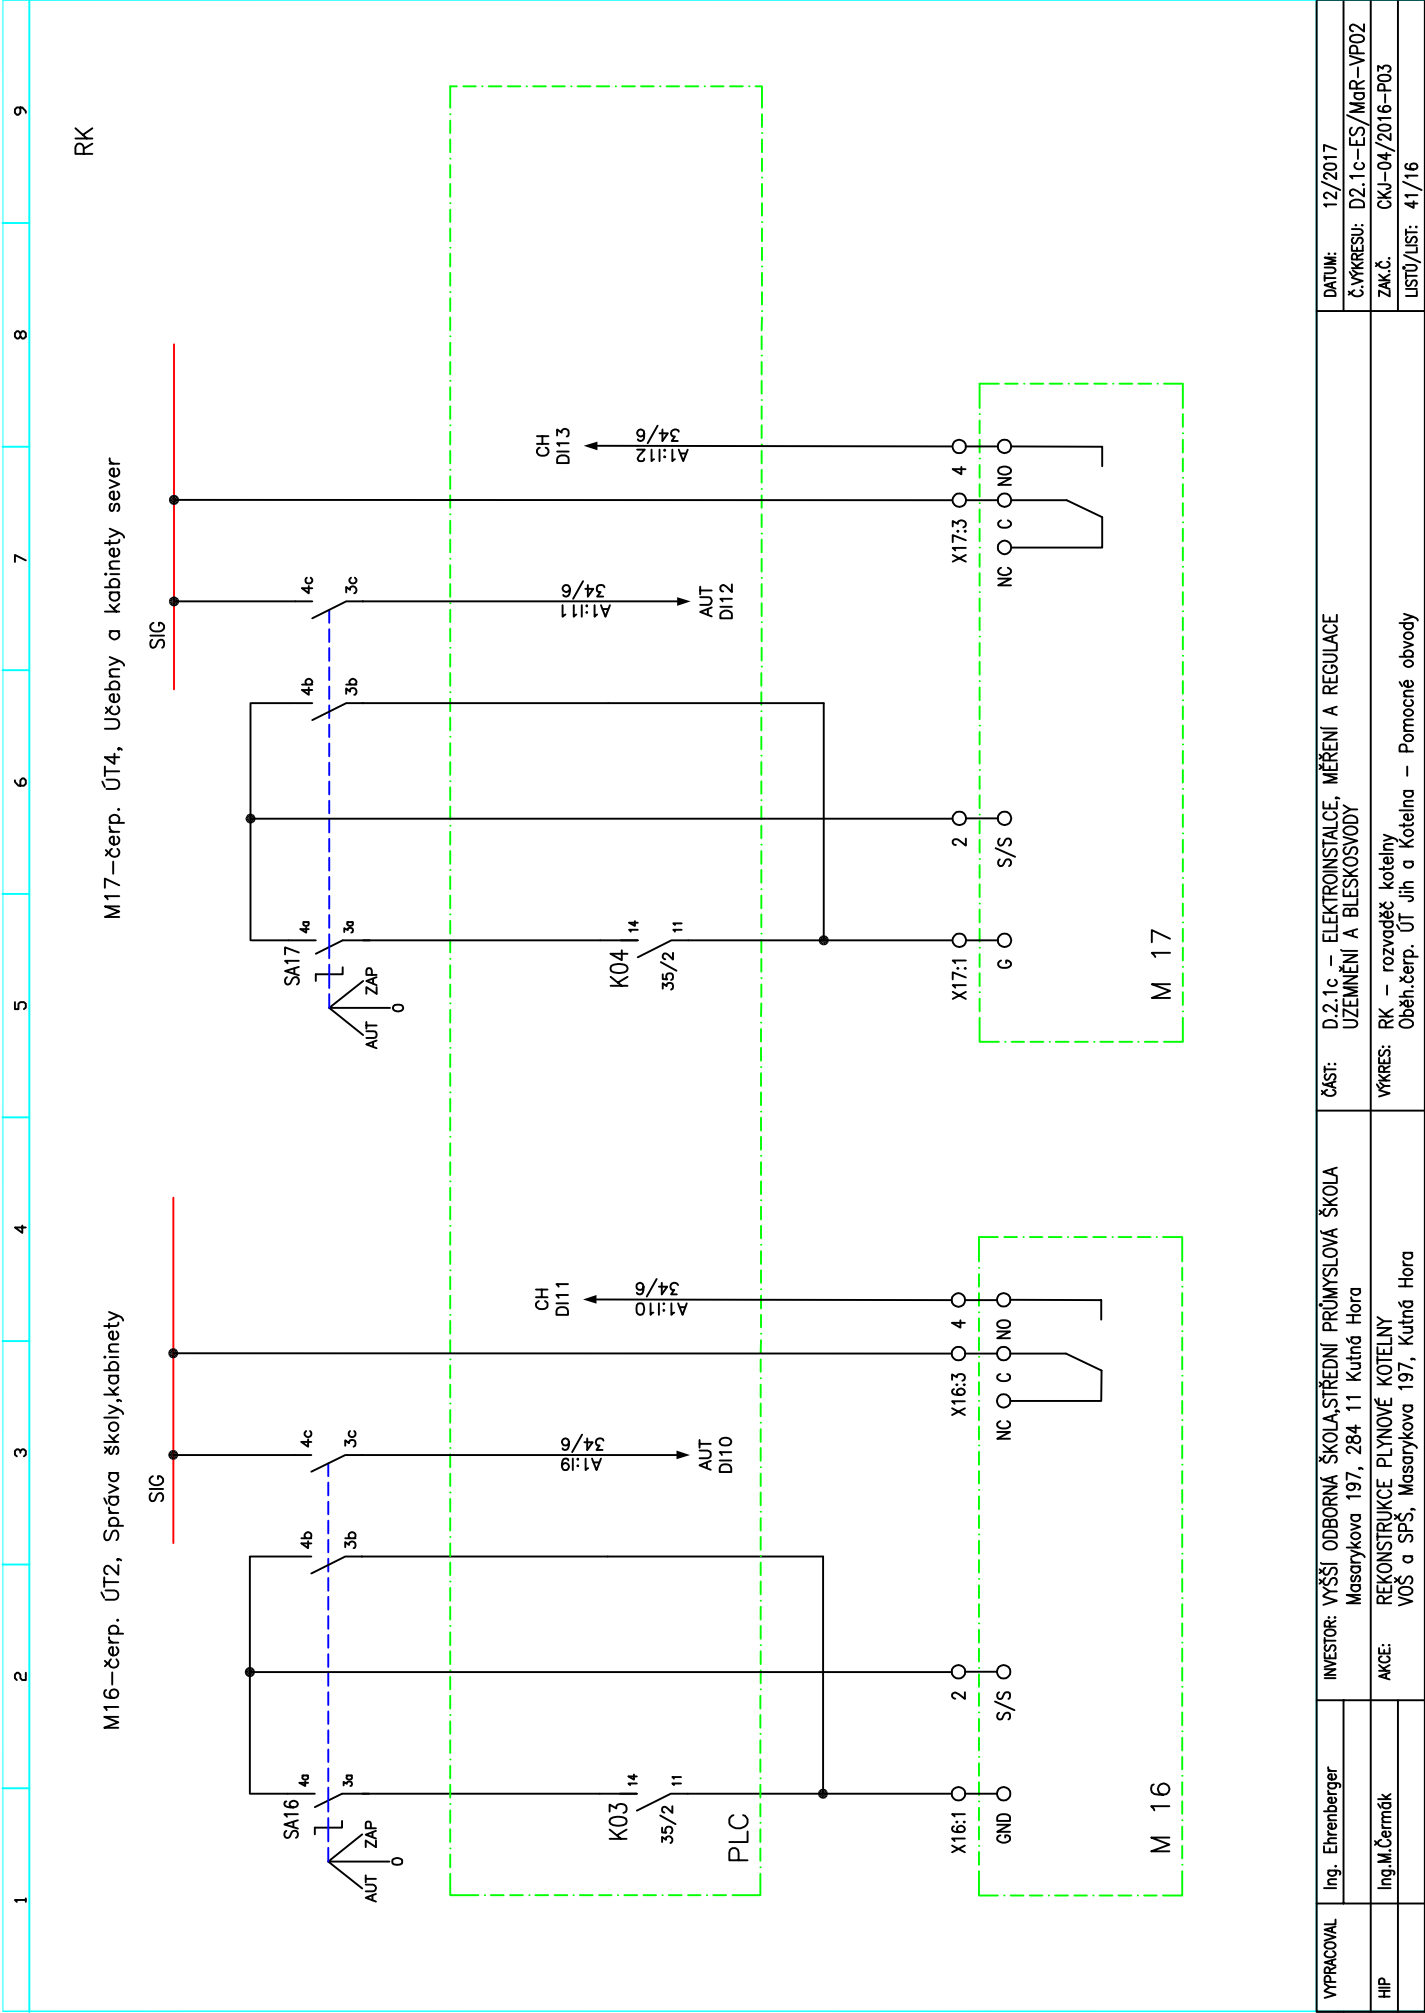 1 2 3 4 5 6 7 8 9
RK
M16-čerp. ÚT2, Správa školy,kabinety
M17-čerp. ÚT4, Učebny a kabinety sever
SIG
SIG
SA16
4a
3a
4b
3b
4c
3c
AUT
0
ZAP
K03
14
11
35/2
PLC
A1:I9
34/6
AUT
DI10
CH
DI11
A1:I10
34/6
X16:1
2
X16:3
4
GND
S/S
NC
C
NO
M 16
SA17
4a
3a
4b
3b
4c
3c
AUT
0
ZAP
K04
14
11
35/2
A1:I11
34/6
AUT
DI12
CH
DI13
A1:I12
34/6
X17:1
2
X17:3
4
G
S/S
NC
C
NO
M 17
VYPRACOVAL
Ing. Ehrenberger
HIP
Ing.M.Čermák
INVESTOR: VYŠŠÍ ODBORNÁ ŠKOLA,STŘEDNÍ PRŮMYSLOVÁ ŠKOLA
Masarykova 197, 284 11 Kutná Hora
AKCE: REKONSTRUKCE PLYNOVÉ KOTELNY
VOŠ a SPŠ, Masarykova 197, Kutná Hora
ČÁST: D.2.1c - ELEKTROINSTALCE, MĚŘENÍ A REGULACE
UZEMNĚNÍ A BLESKOSVODY
VÝKRES: RK - rozvaděč kotelny
Oběh.čerp. ÚT Jih a Kotelna - Pomocné obvody
DATUM: 12/2017
Č.VÝKRESU: D2.1c-ES/MaR-VP02
ZAK.Č. CKJ-04/2016-P03
LISTŮ/LIST: 41/16